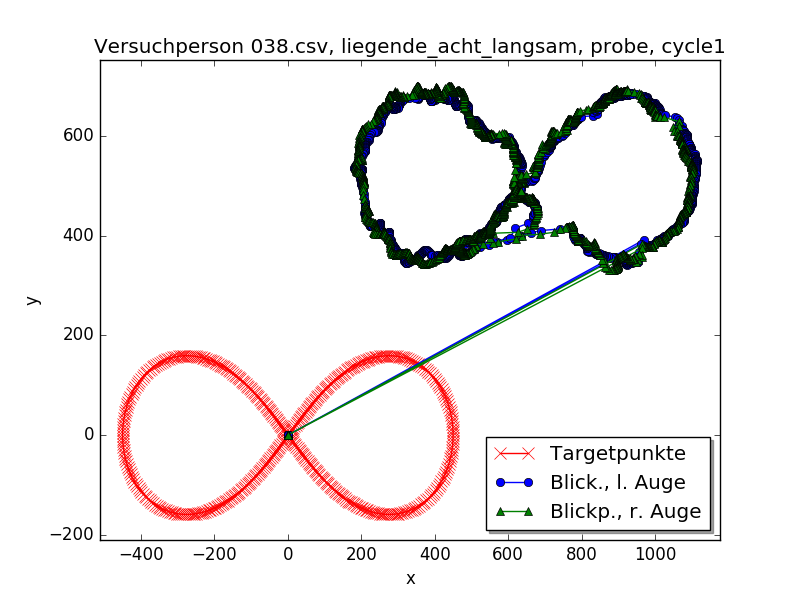 Versuchperson 038.csv, liegende_acht_langsam, probe, cycle1
y
600
400
200
0
−200
−400
−200
0
200
400
600
800
1000
x
Targetpunkte
Blick., l. Auge
Blickp., r. Auge